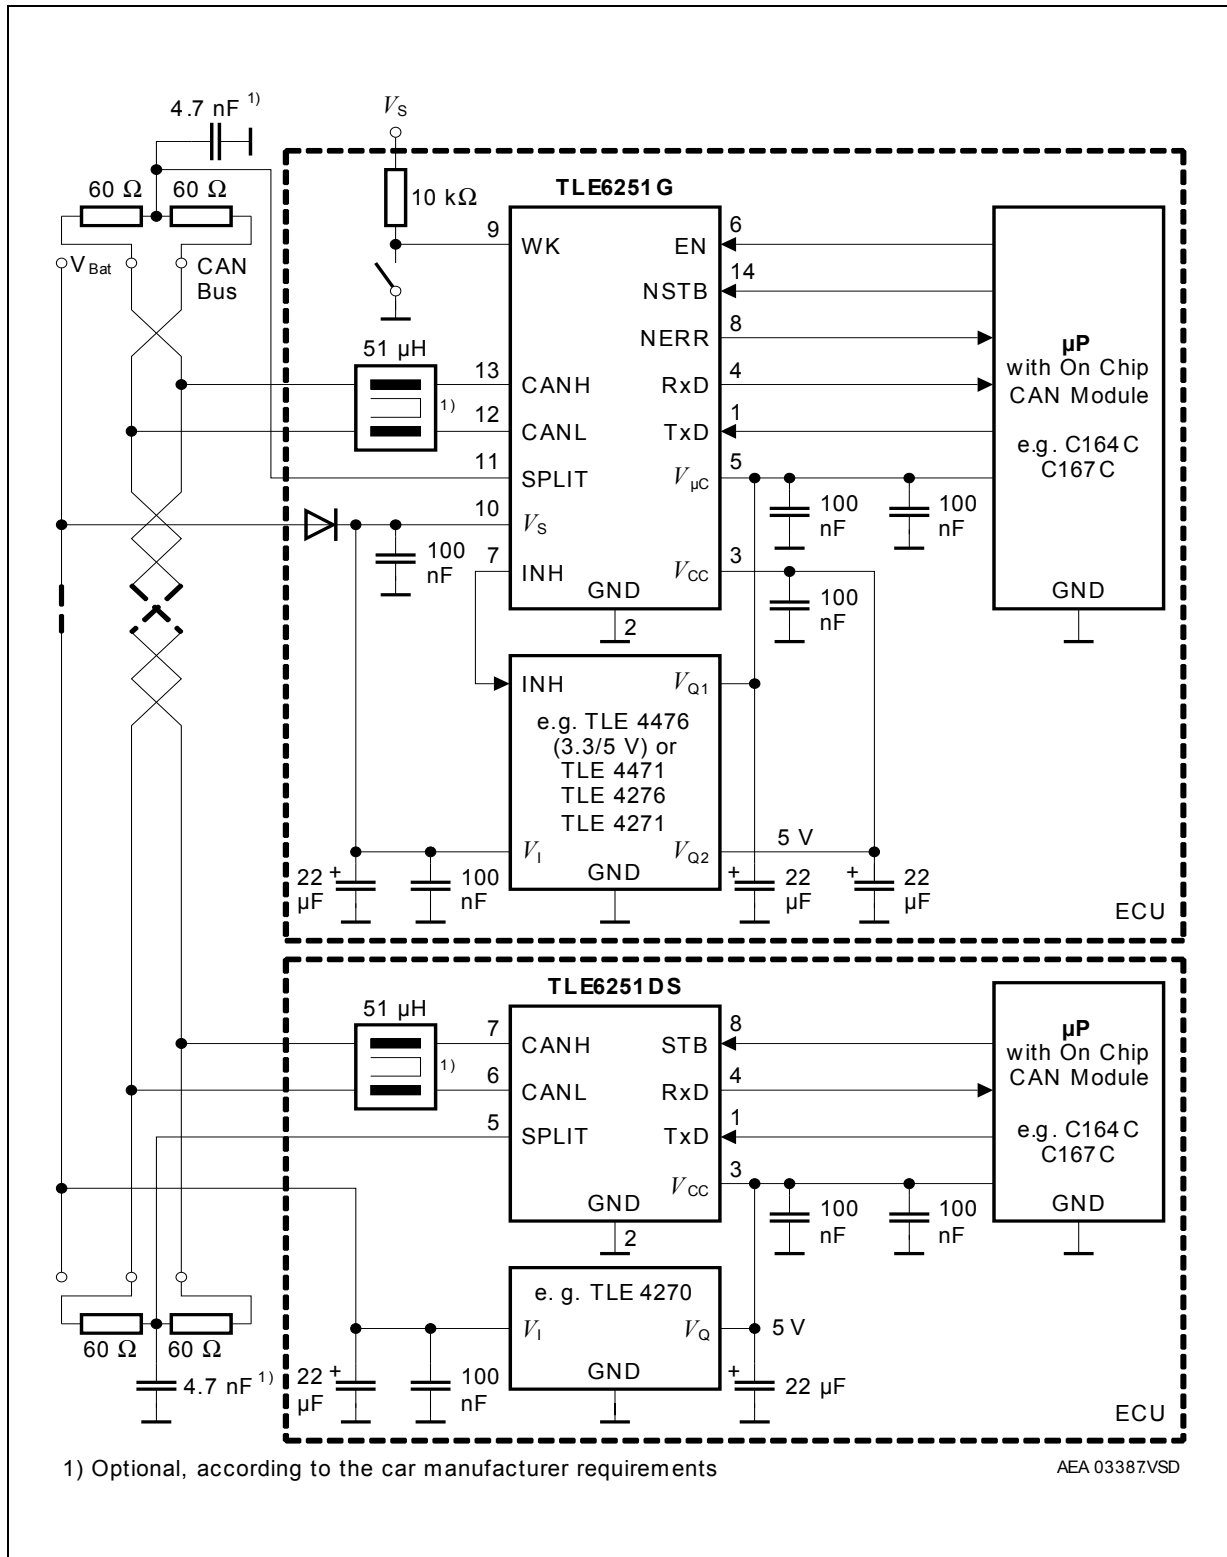 4.7 nF 1)
VS
60 Ω 60 Ω
10 kΩ
TLE6251G
9
WK
EN
6
VBat
CAN
Bus
NSTB
14
NERR
8
µP
with On Chip
CAN Module
e.g. C164C
C167C
GND
51 µH
1)
13
CANH
RxD
4
12
CANL
TxD
1
11
SPLIT
VµC
5
100
nF
100
nF
10
VS
100
nF
7
INH
VCC
3
100
nF
GND
2
INH
VQ1
e.g. TLE 4476
(3.3/5 V) or
TLE 4471
TLE 4276
TLE 4271
VI
VQ2
5 V
GND
22
µF
+
100
nF
+
22
µF
+
22
µF
ECU
TLE6251DS
51 µH
1)
7
CANH
STB
8
µP
with On Chip
CAN Module
e.g. C164C
C167C
GND
6
CANL
RxD
4
5
SPLIT
TxD
1
VCC
3
GND
2
100
nF
100
nF
e. g. TLE 4270
VI
VQ
5 V
GND
60 Ω 60 Ω
4.7 nF 1)
22
µF
+
100
nF
+
22 µF
ECU
1) Optional, according to the car manufacturer requirements
AEA 03387.VSD